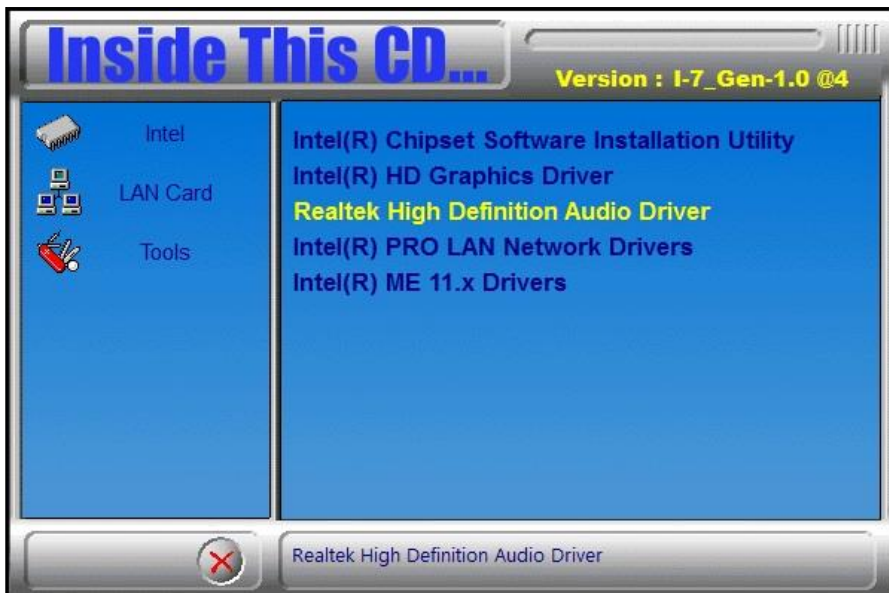 Inside This CD...
Version : I-7_Gen-1.0 @4
Intel
LAN Card
Tools
Intel(R) Chipset Software Installation Utility
Intel(R) HD Graphics Driver
Realtek High Definition Audio Driver
Intel(R) PRO LAN Network Drivers
Intel(R) ME 11.x Drivers
Realtek High Definition Audio Driver